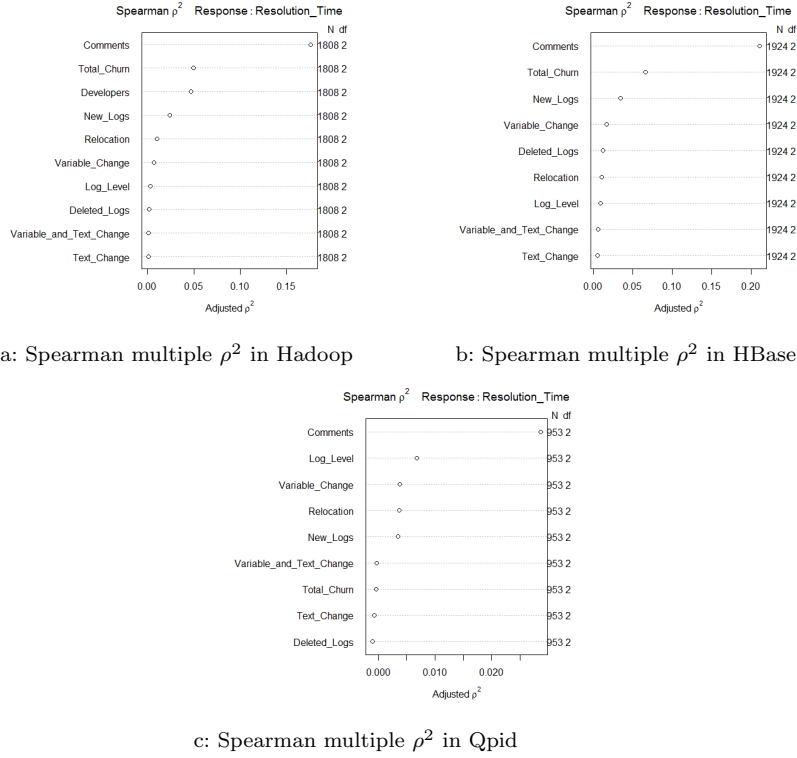 Spearman ρ² Response : Resolution_Time
N df
Comments 1808 2
Total_Churn 1808 2
Developers 1808 2
New_Logs 1808 2
Relocation 1808 2
Variable_Change 1808 2
Log_Level 1808 2
Deleted_Logs 1808 2
Variable_and_Text_Change 1808 2
Text_Change 1808 2
0.00 0.05 0.10 0.15
Adjusted ρ²
a: Spearman multiple ρ² in Hadoop
Spearman ρ² Response : Resolution_Time
N df
Comments 1924 2
Total_Churn 1924 2
New_Logs 1924 2
Variable_Change 1924 2
Deleted_Logs 1924 2
Relocation 1924 2
Log_Level 1924 2
Variable_and_Text_Change 1924 2
Text_Change 1924 2
0.00 0.05 0.10 0.15 0.20
Adjusted ρ²
b: Spearman multiple ρ² in HBase
Spearman ρ² Response : Resolution_Time
N df
Comments 953 2
Log_Level 953 2
Variable_Change 953 2
Relocation 953 2
New_Logs 953 2
Variable_and_Text_Change 953 2
Total_Churn 953 2
Text_Change 953 2
Deleted_Logs 953 2
0.000 0.010 0.020
Adjusted ρ²
c: Spearman multiple ρ² in Qpid